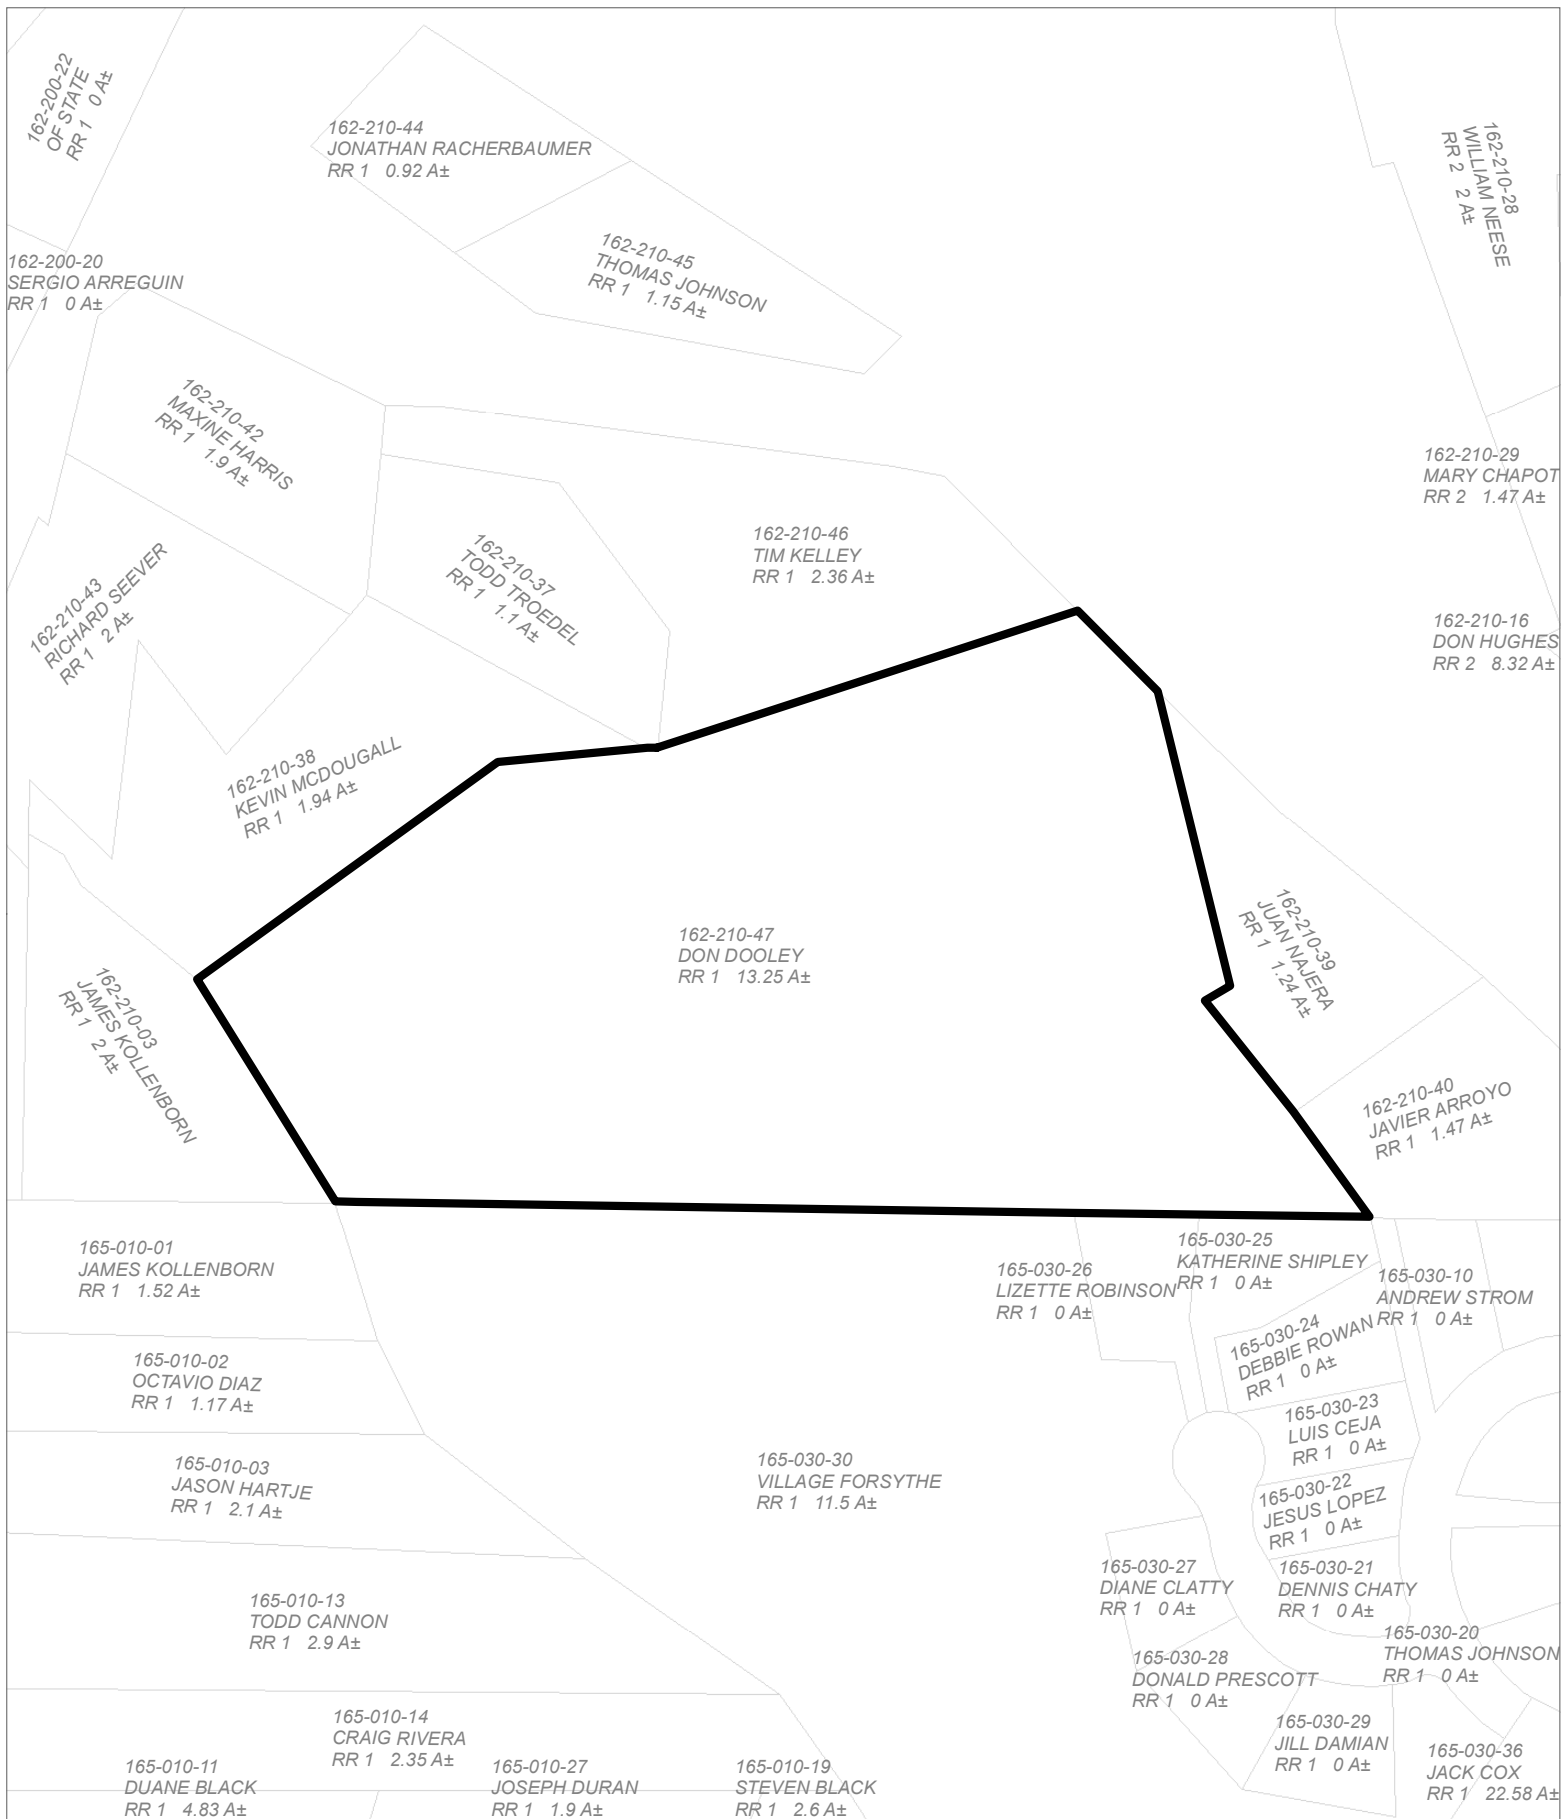 162-200-22
OF STATE
RR 1 0 A±
162-210-44
JONATHAN RACHERBAUMER
RR 1 0.92 A±
162-210-28
WILLIAM NEESE
RR 2 2 A±
162-200-20
SERGIO ARREGUIN
RR 1 0 A±
162-210-45
THOMAS JOHNSON
RR 1 1.15 A±
162-210-42
MAXINE HARRIS
RR 1 1.9 A±
162-210-29
MARY CHAPOT
RR 2 1.47 A±
162-210-43
RICHARD SEEVER
RR 1 2 A±
162-210-37
TODD TROEDEL
RR 1 1.1 A±
162-210-46
TIM KELLEY
RR 1 2.36 A±
162-210-16
DON HUGHES
RR 2 8.32 A±
162-210-38
KEVIN MCDOUGALL
RR 1 1.94 A±
162-210-47
DON DOOLEY
RR 1 13.25 A±
162-210-39
JUAN NAJERA
RR 1 1.24 A±
162-210-03
JAMES KOLLENBORN
RR 1 2 A±
162-210-40
JAVIER ARROYO
RR 1 1.47 A±
165-010-01
JAMES KOLLENBORN
RR 1 1.52 A±
165-030-26
LIZETTE ROBINSON
RR 1 0 A±
165-030-25
KATHERINE SHIPLEY
RR 1 0 A±
165-030-10
ANDREW STROM
RR 1 0 A±
165-030-24
DEBBIE ROWAN
RR 1 0 A±
165-010-02
OCTAVIO DIAZ
RR 1 1.17 A±
165-030-23
LUIS CEJA
RR 1 0 A±
165-010-03
JASON HARTJE
RR 1 2.1 A±
165-030-30
VILLAGE FORSYTHE
RR 1 11.5 A±
165-030-22
JESUS LOPEZ
RR 1 0 A±
165-030-27
DIANE CLATTY
RR 1 0 A±
165-030-21
DENNIS CHATY
RR 1 0 A±
165-010-13
TODD CANNON
RR 1 2.9 A±
165-030-20
THOMAS JOHNSON
RR 1 0 A±
165-030-28
DONALD PRESCOTT
RR 1 0 A±
165-010-14
CRAIG RIVERA
RR 1 2.35 A±
165-030-29
JILL DAMIAN
RR 1 0 A±
165-030-36
JACK COX
RR 1 22.58 A±
165-010-11
DUANE BLACK
RR 1 4.83 A±
165-010-27
JOSEPH DURAN
RR 1 1.9 A±
165-010-19
STEVEN BLACK
RR 1 2.6 A±